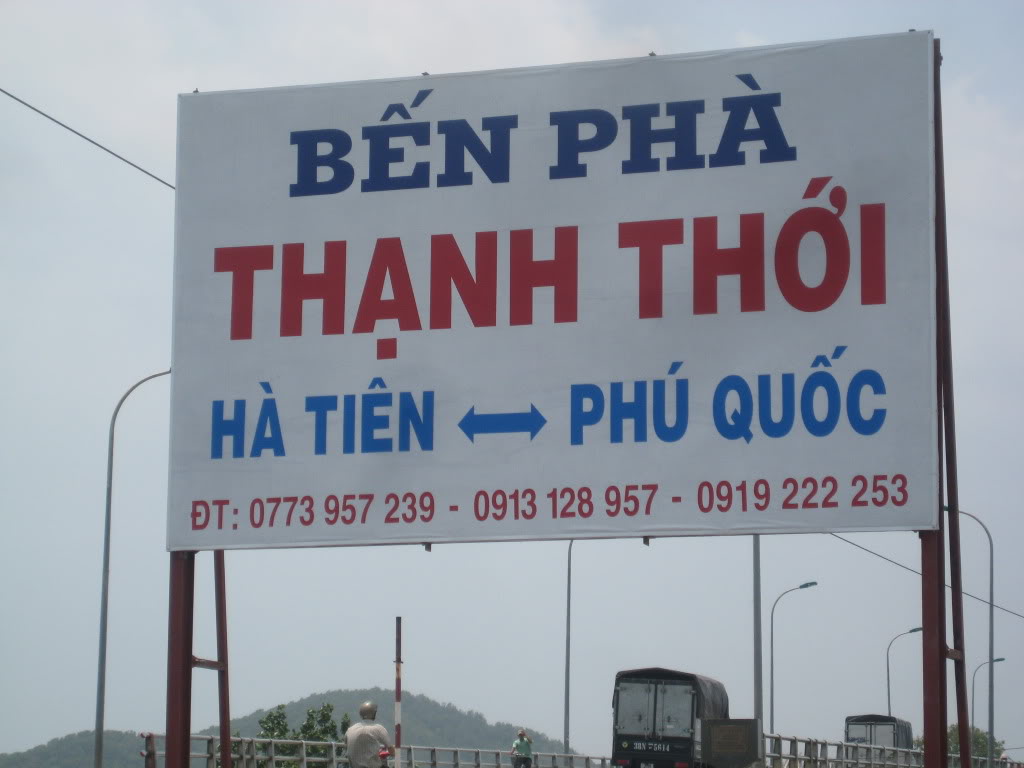 BẾN PHÀ
THẠNH THỚI
HÀ TIÊN ↔ PHÚ QUỐC
ĐT: 0773 957 239 - 0913 128 957 - 0919 222 253